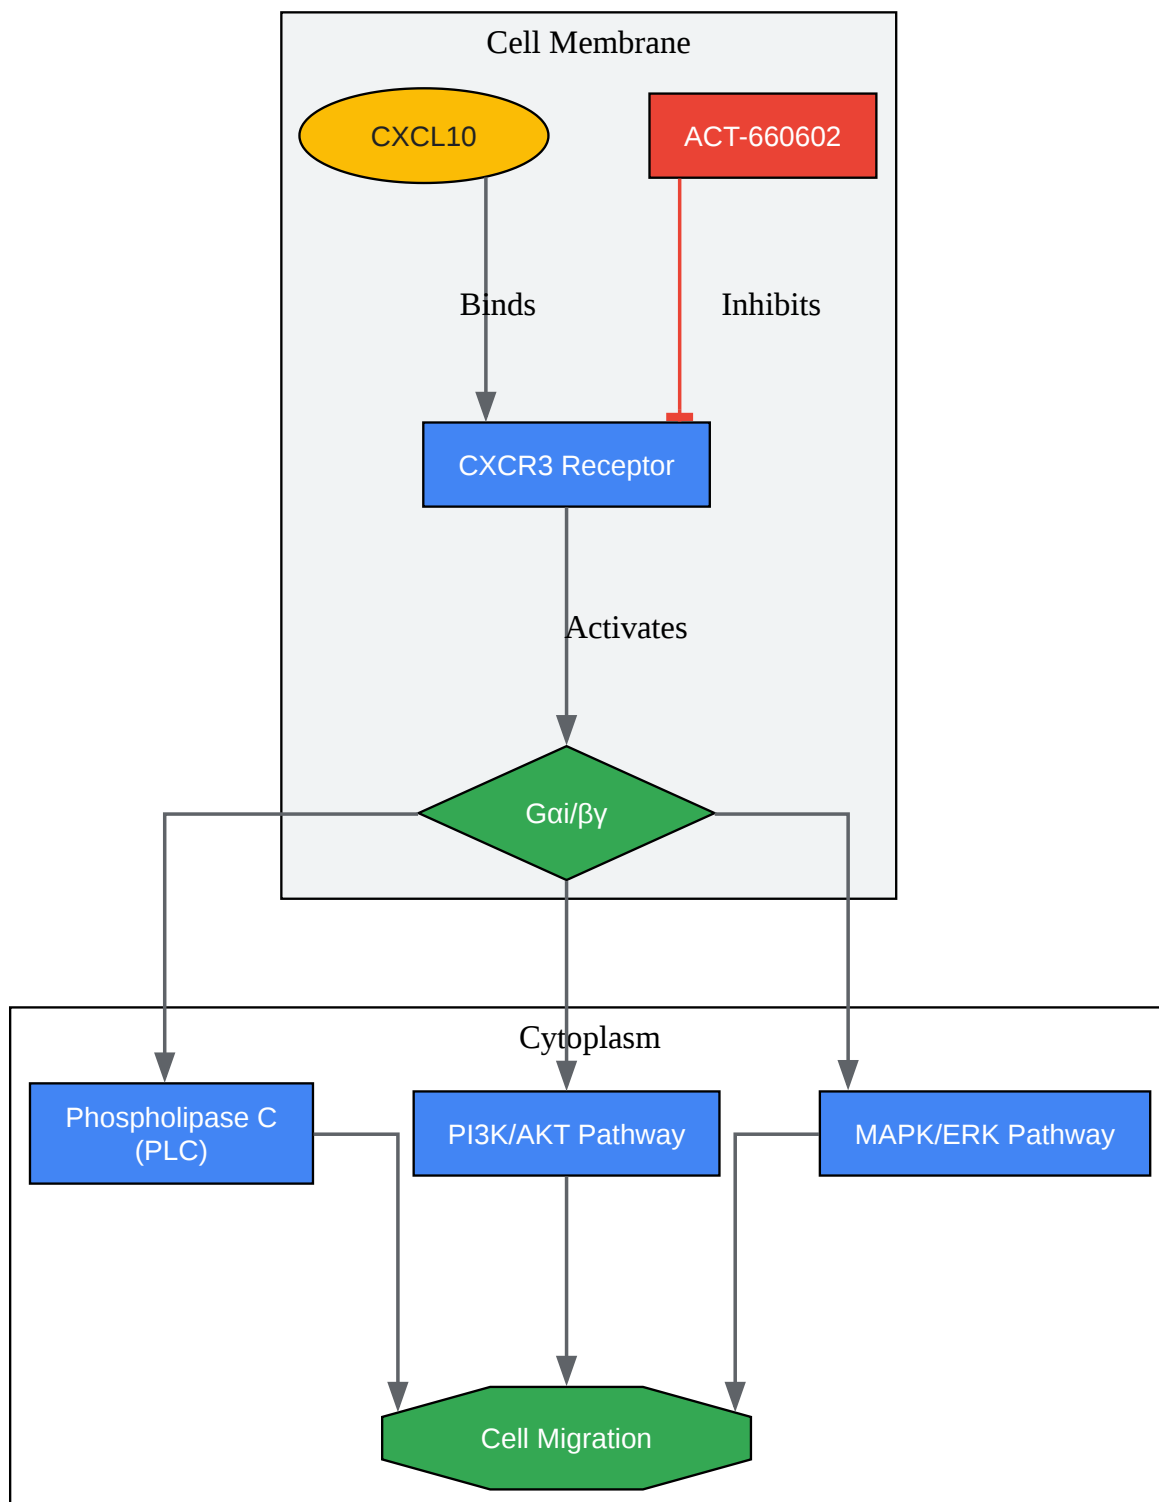 Cell Membrane
CXCL10
ACT-660602
Binds
Inhibits
CXCR3 Receptor
Activates
Gαi/βγ
Cytoplasm
Phospholipase C
(PLC)
PI3K/AKT Pathway
MAPK/ERK Pathway
Cell Migration